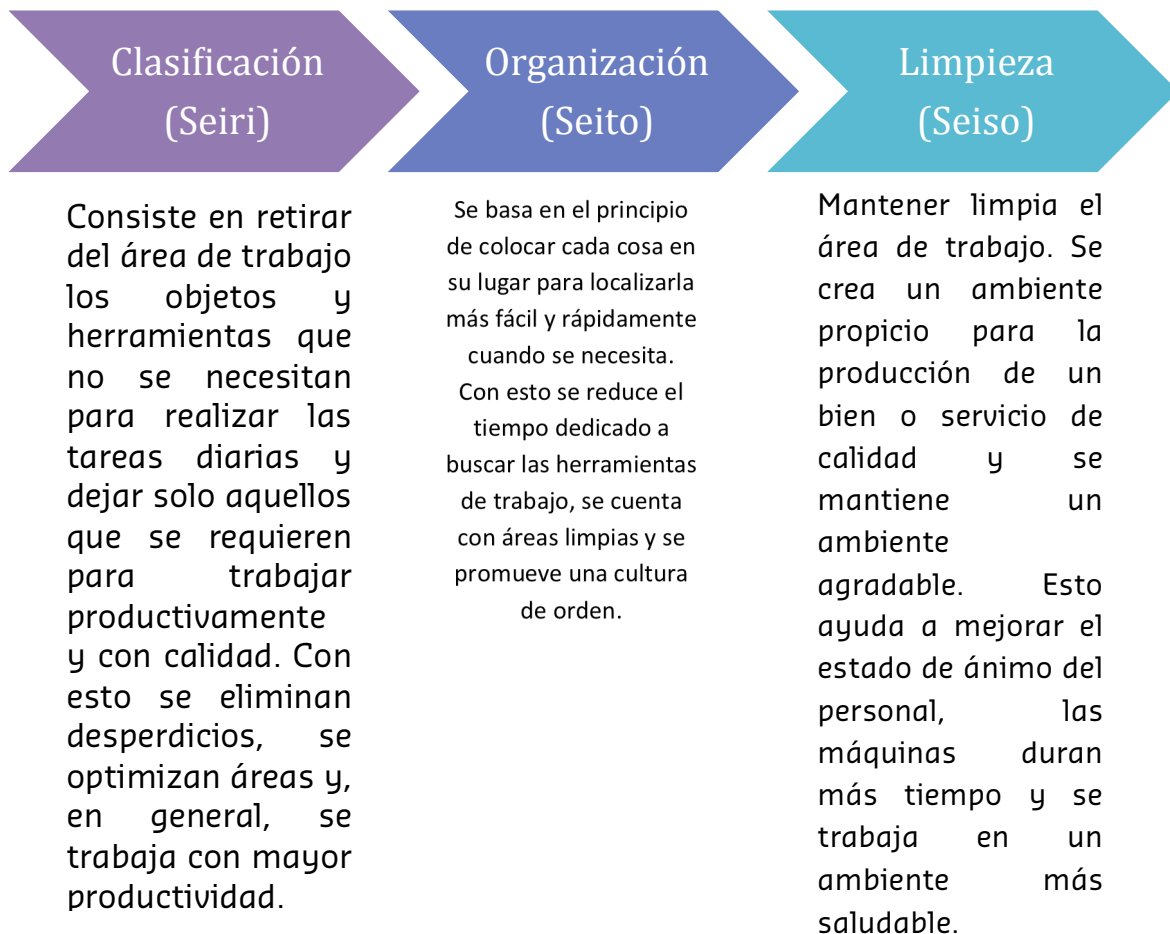 Clasificación
(Seiri)
Consiste en retirar
del área de trabajo
los objetos y
herramientas que
no se necesitan
para realizar las
tareas diarias y
dejar solo aquellos
que se requieren
para trabajar
productivamente
y con calidad. Con
esto se eliminan
desperdicios, se
optimizan áreas y,
en general, se
trabaja con mayor
productividad.
Organización
(Seito)
Se basa en el principio
de colocar cada cosa en
su lugar para localizarla
más fácil y rápidamente
cuando se necesita.
Con esto se reduce el
tiempo dedicado a
buscar las herramientas
de trabajo, se cuenta
con áreas limpias y se
promueve una cultura
de orden.
Limpieza
(Seiso)
Mantener limpia el
área de trabajo. Se
crea un ambiente
propicio para la
producción de un
bien o servicio de
calidad y se
mantiene un
ambiente
agradable. Esto
ayuda a mejorar el
estado de ánimo del
personal, las
máquinas duran
más tiempo y se
trabaja en un
ambiente más
saludable.